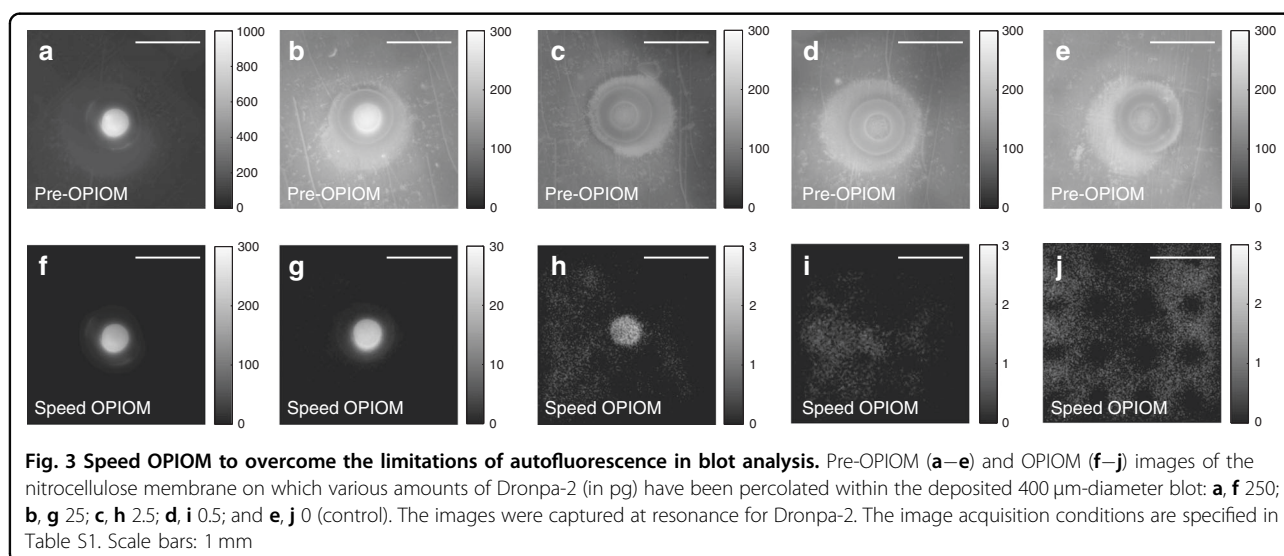 a
1000
800
600
400
200
0
Pre-OPIOM
b
300
200
100
0
Pre-OPIOM
c
300
200
100
0
Pre-OPIOM
d
300
200
100
0
Pre-OPIOM
e
300
200
100
0
Pre-OPIOM
f
300
200
100
0
Speed OPIOM
g
30
20
10
0
Speed OPIOM
h
3
2
1
0
Speed OPIOM
i
3
2
1
0
Speed OPIOM
j
3
2
1
0
Speed OPIOM
Fig. 3 Speed OPIOM to overcome the limitations of autofluorescence in blot analysis. Pre-OPIOM (a–e) and OPIOM (f–j) images of the
nitrocellulose membrane on which various amounts of Dronpa-2 (in pg) have been percolated within the deposited 400 μm-diameter blot: a, f 250;
b, g 25; c, h 2.5; d, i 0.5; and e, j 0 (control). The images were captured at resonance for Dronpa-2. The image acquisition conditions are specified in
Table S1. Scale bars: 1 mm